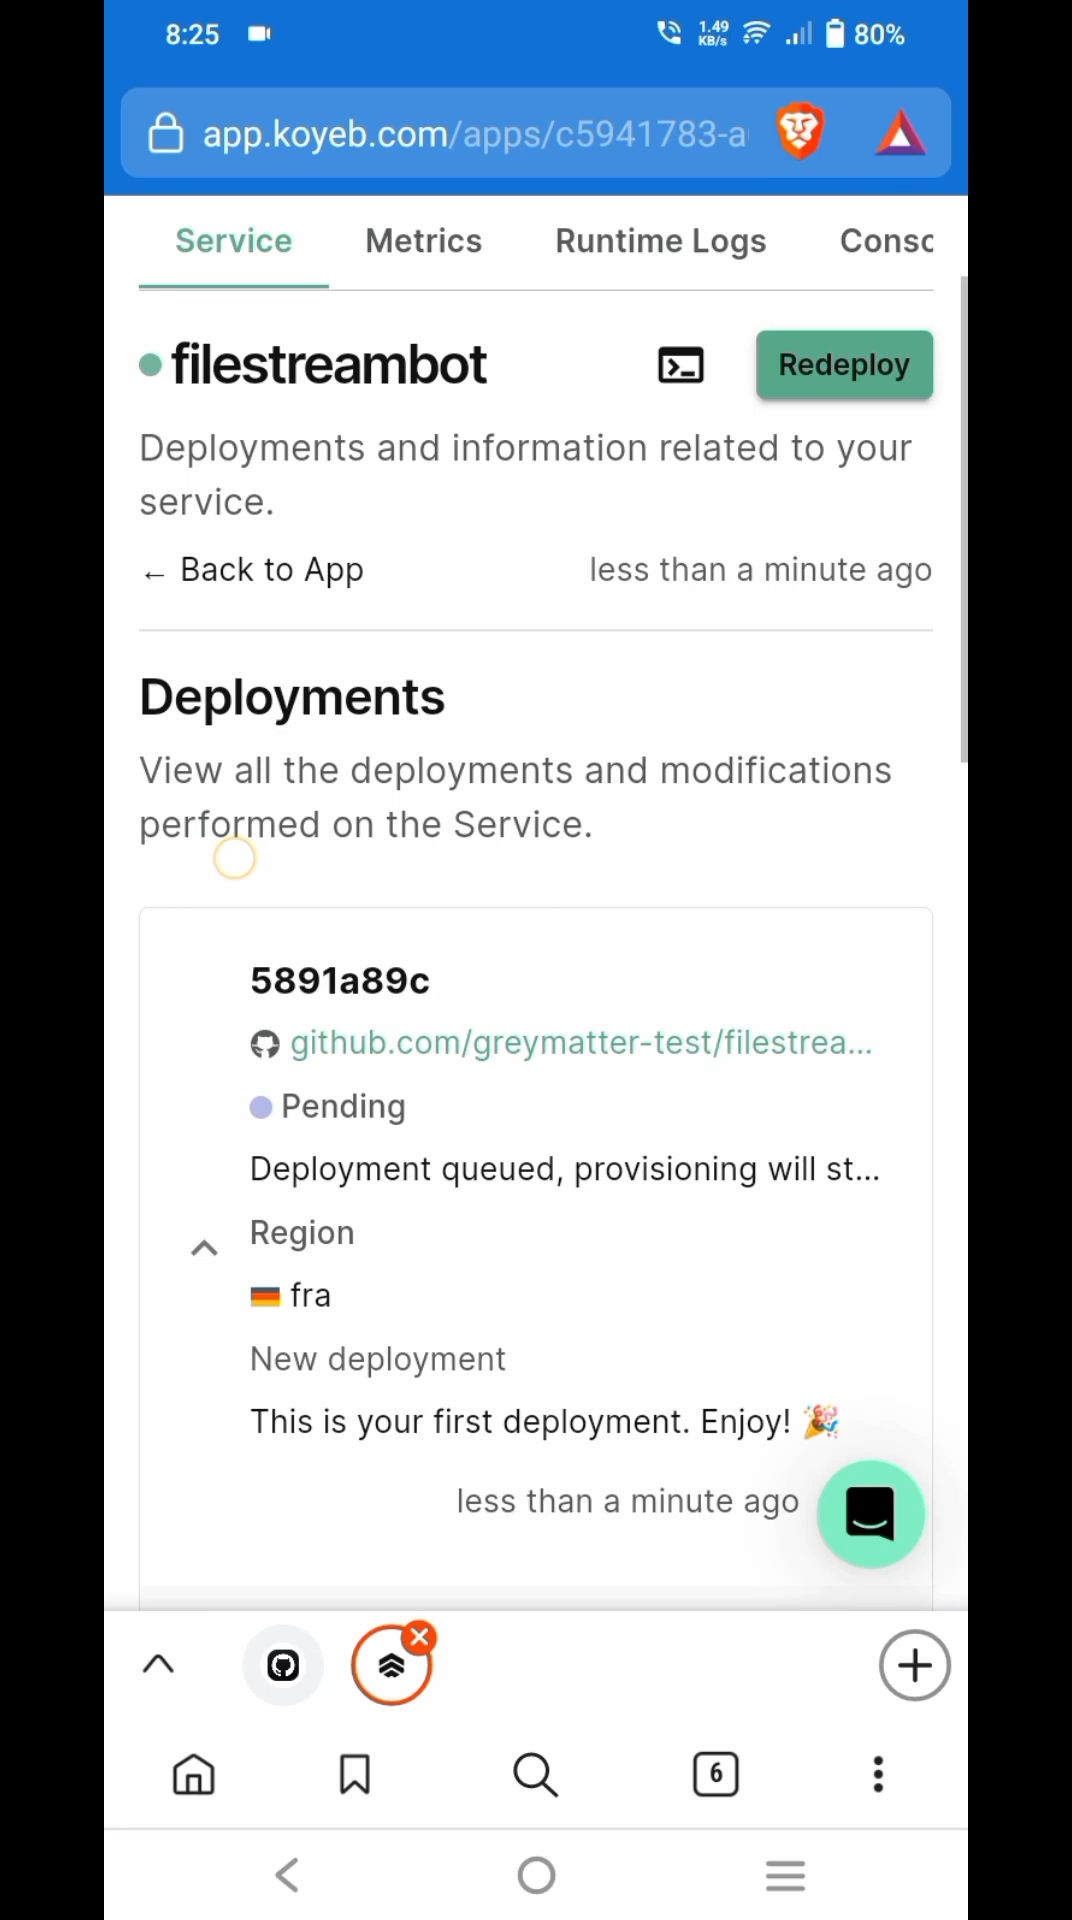 8:25
1.49
KB/s
80%
app.koyeb.com/apps/c5941783-a
Service Metrics Runtime Logs Consc
filestreambot
Redeploy
Deployments and information related to your
service.
← Back to App
less than a minute ago
Deployments
View all the deployments and modifications
performed on the Service.
5891a89c
github.com/greymatter-test/filestrea...
Pending
Deployment queued, provisioning will st...
Region
fra
New deployment
This is your first deployment. Enjoy! 🎉
less than a minute ago
6